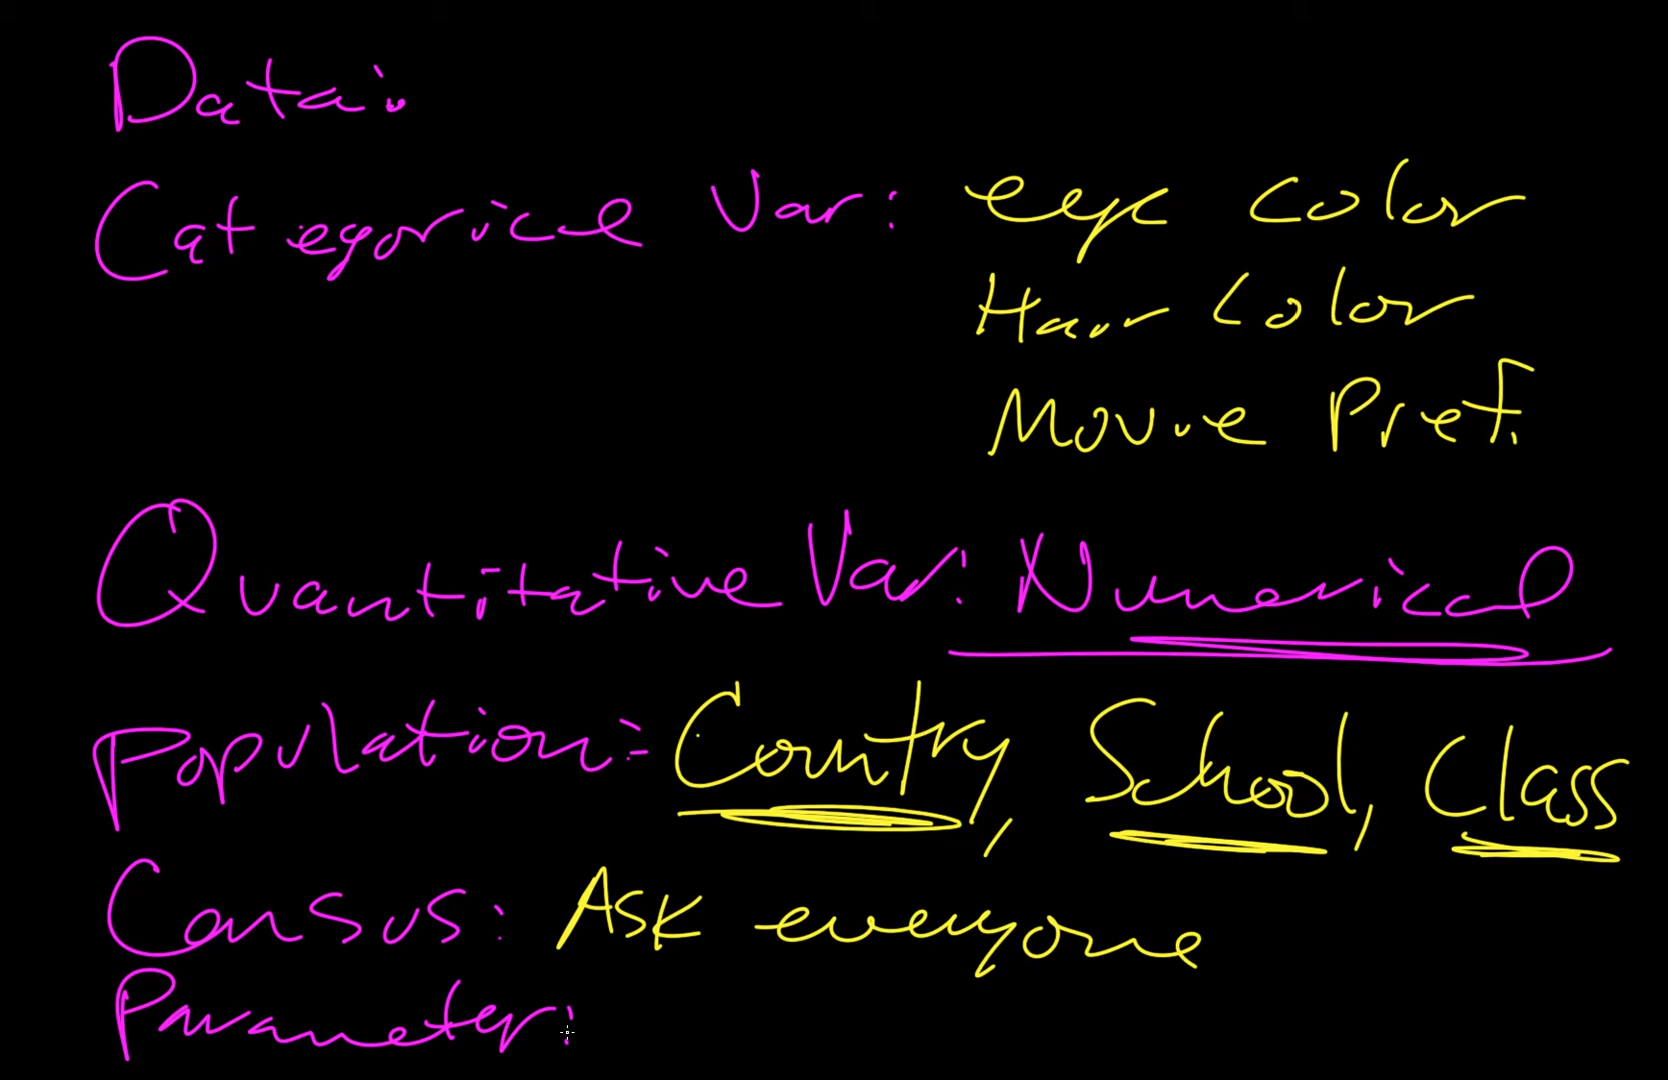 Data:
Categorical Var: eye color
Hair Color
Movie Pref.
Quantitative Var: Numerical
Population: Country, School, Class
Census: Ask everyone
Parameter: